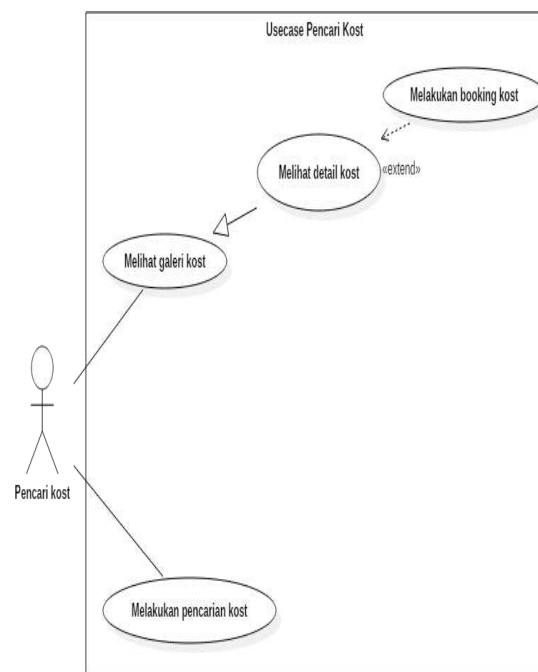 Usecase Pencari Kost
Melakukan booking kost
Melihat detail kost
«extend»
Melihat galeri kost
Pencari kost
Melakukan pencarian kost